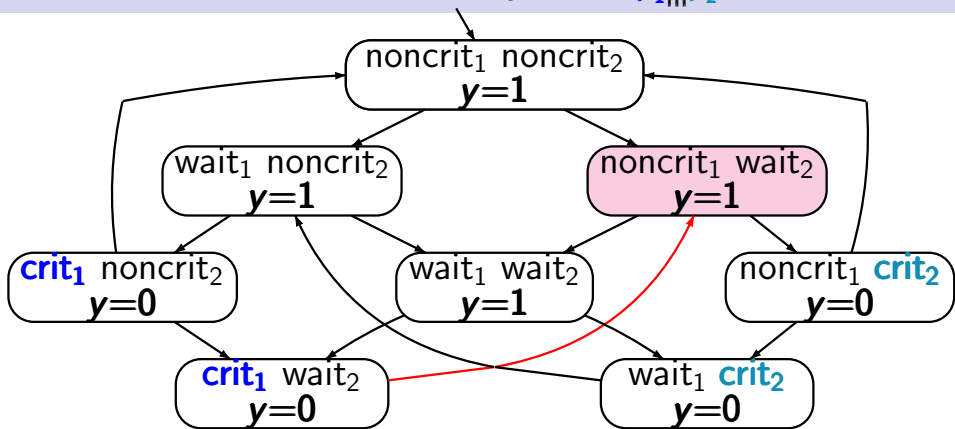 noncrit₁ noncrit₂
y=1
wait₁ noncrit₂
y=1
noncrit₁ wait₂
y=1
crit₁ noncrit₂
y=0
wait₁ wait₂
y=1
noncrit₁ crit₂
y=0
crit₁ wait₂
y=0
wait₁ crit₂
y=0